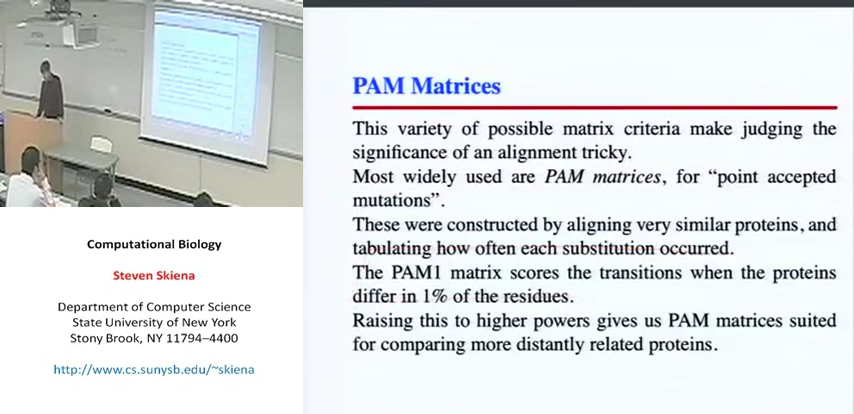 Computational Biology
Steven Skiena
Department of Computer Science
State University of New York
Stony Brook, NY 11794–4400
http://www.cs.sunysb.edu/~skiena
PAM Matrices
This variety of possible matrix criteria make judging the
significance of an alignment tricky.
Most widely used are PAM matrices, for “point accepted
mutations”.
These were constructed by aligning very similar proteins, and
tabulating how often each substitution occurred.
The PAM1 matrix scores the transitions when the proteins
differ in 1% of the residues.
Raising this to higher powers gives us PAM matrices suited
for comparing more distantly related proteins.